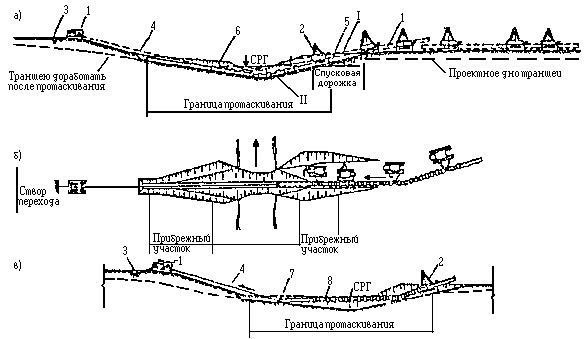 а)
3
1
4
6
СРГ
2
5
I
1
Траншею доработать
после протаскивания
Спусковая
дорожка
Проектное дно траншеи
II
Граница протаскивания
б)
Створ
перехода
Прибрежный
участок
Прибрежный
участок
в)
3
1
4
7
8
СРГ
2
Граница протаскивания